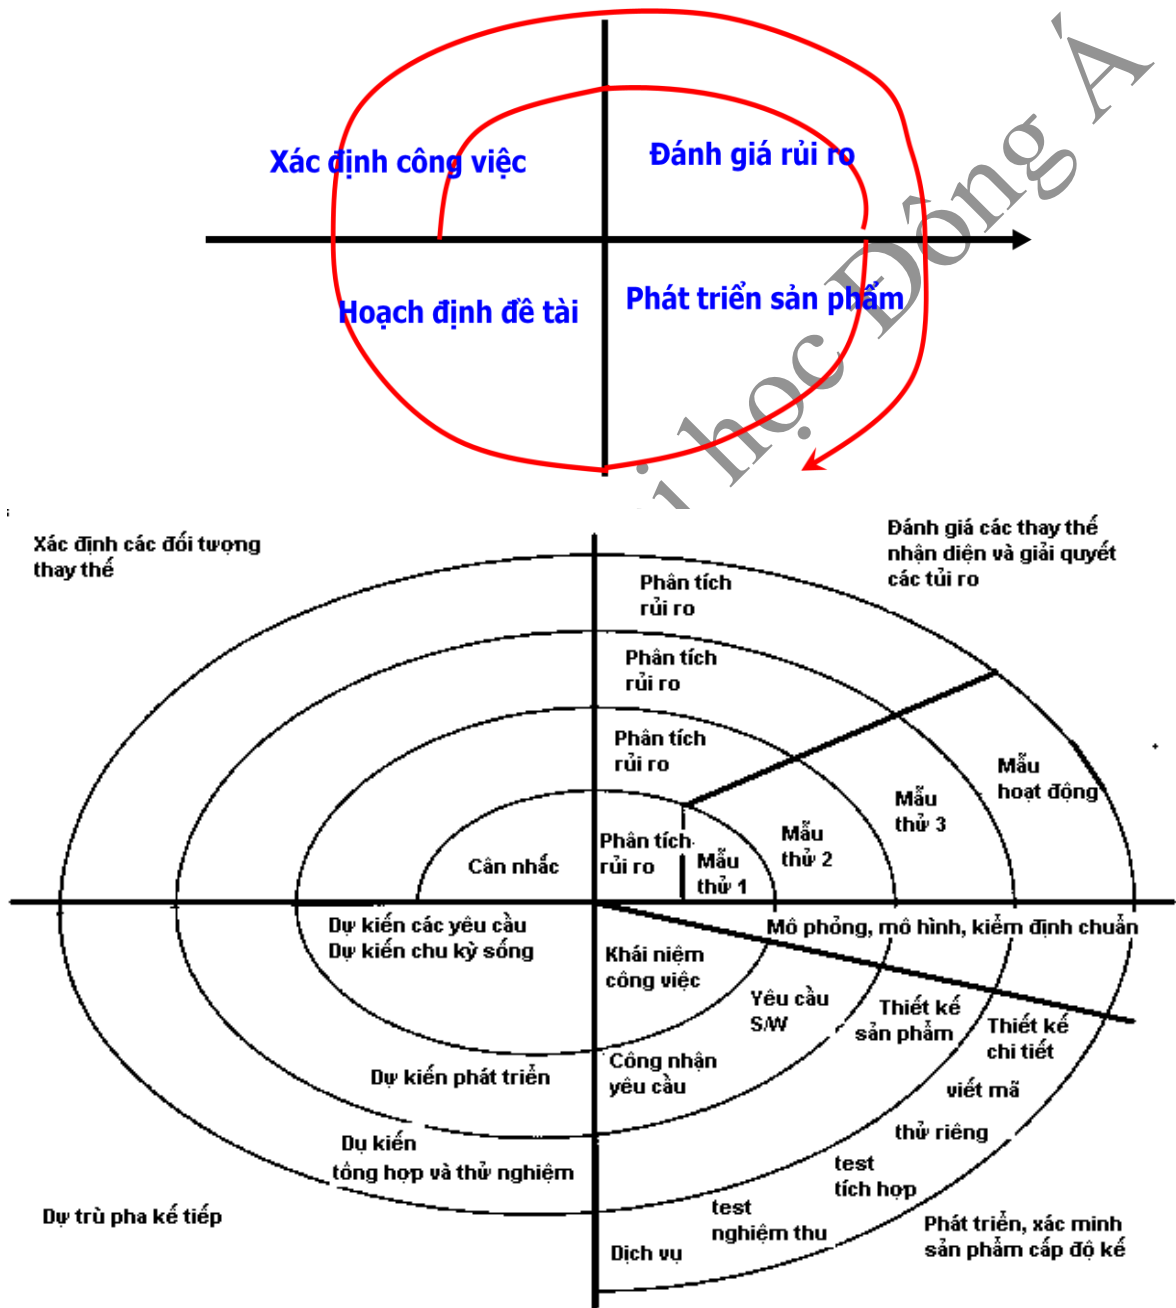 Xác định công việc
Đánh giá rủi ro
Hoạch định đề tài
Phát triển sản phẩm
học Đông Á
Xác định các đối tượng
thay thế
Đánh giá các thay thế
nhận diện và giải quyết
các tủi ro
Phân tích
rủi ro
Phân tích
rủi ro
Phân tích
rủi ro
Phân tích
rủi ro
Cân nhắc
Mẫu
thử 1
Mẫu
thử 2
Mẫu
thử 3
Mẫu
hoạt động
Dự kiến các yêu cầu
Dự kiến chu kỳ sống
Mô phỏng, mô hình, kiểm định chuẩn
Khái niệm
công việc
Yêu cầu
S/W
Thiết kế
sản phẩm
Thiết kế
chi tiết
Công nhận
yêu cầu
Dự kiến phát triển
viết mã
thử riêng
Dụ kiến
tông hợp và thử nghiệm
test
tích hợp
test
nghiệm thu
Dịch vụ
Dự trù pha kế tiếp
Phát triển, xác minh
sản phẩm cấp độ kế